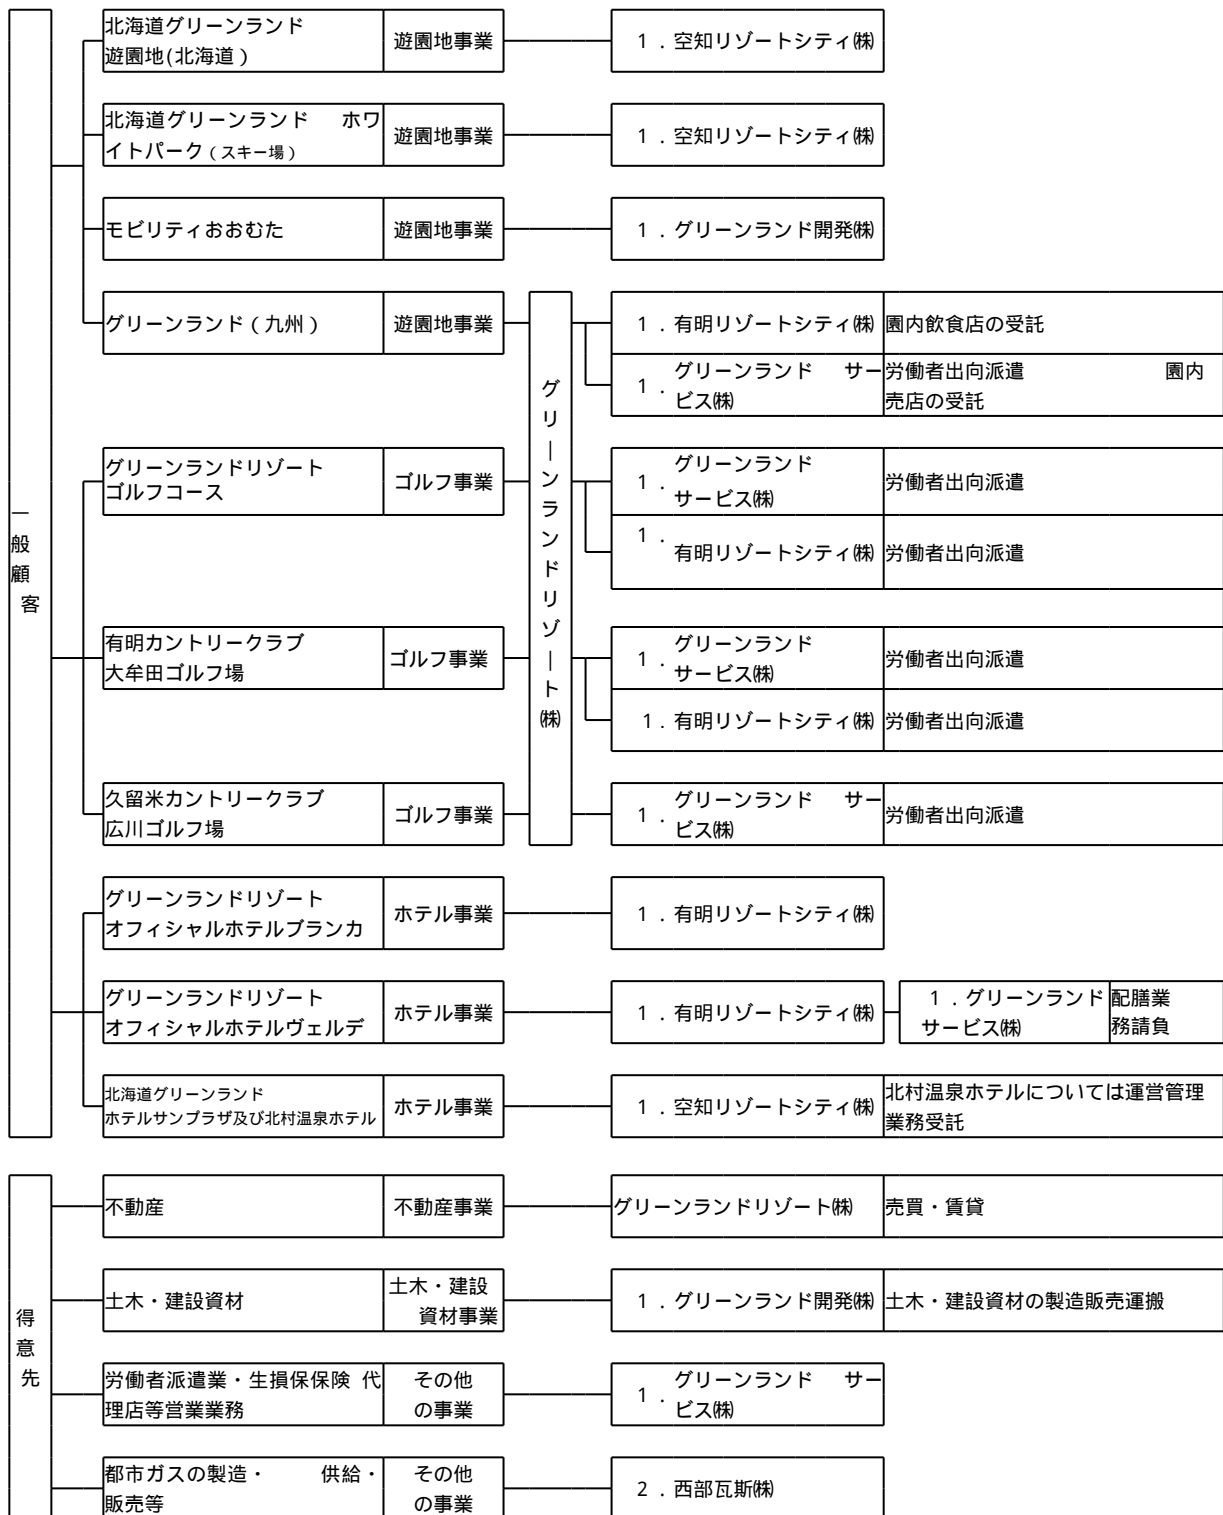 一般顧客
北海道グリーンランド
遊園地(北海道)
遊園地事業
1.空知リゾートシティ㈱
北海道グリーンランド ホワ
イトパーク(スキー場)
遊園地事業
1.空知リゾートシティ㈱
モビリティおおむた
遊園地事業
1.グリーンランド開発㈱
グリーンランド(九州)
遊園地事業
グリーンランドリゾート㈱
1.有明リゾートシティ㈱
園内飲食店の受託
1.グリーンランド サー
ビス㈱
労働者出向派遣 園内
売店の受託
グリーンランドリゾート
ゴルフコース
ゴルフ事業
1.グリーンランド
サービス㈱
労働者出向派遣
1.有明リゾートシティ㈱
労働者出向派遣
有明カントリークラブ
大牟田ゴルフ場
ゴルフ事業
1.グリーンランド
サービス㈱
労働者出向派遣
1.有明リゾートシティ㈱
労働者出向派遣
久留米カントリークラブ
広川ゴルフ場
ゴルフ事業
1.グリーンランド サー
ビス㈱
労働者出向派遣
グリーンランドリゾート
オフィシャルホテルブランカ
ホテル事業
1.有明リゾートシティ㈱
グリーンランドリゾート
オフィシャルホテルヴェルデ
ホテル事業
1.有明リゾートシティ㈱
1.グリーンランド
サービス㈱
配膳業
務請負
北海道グリーンランド
ホテルサンプラザ及び北村温泉ホテル
ホテル事業
1.空知リゾートシティ㈱
北村温泉ホテルについては運営管理
業務受託
得意先
不動産
不動産事業
グリーンランドリゾート㈱
売買・賃貸
土木・建設資材
土木・建設
資材事業
1.グリーンランド開発㈱
土木・建設資材の製造販売運搬
労働者派遣業・生損保保険 代
理店等営業業務
その他
の事業
1.グリーンランド サー
ビス㈱
都市ガスの製造・ 供給・
販売等
その他
の事業
2.西部瓦斯㈱